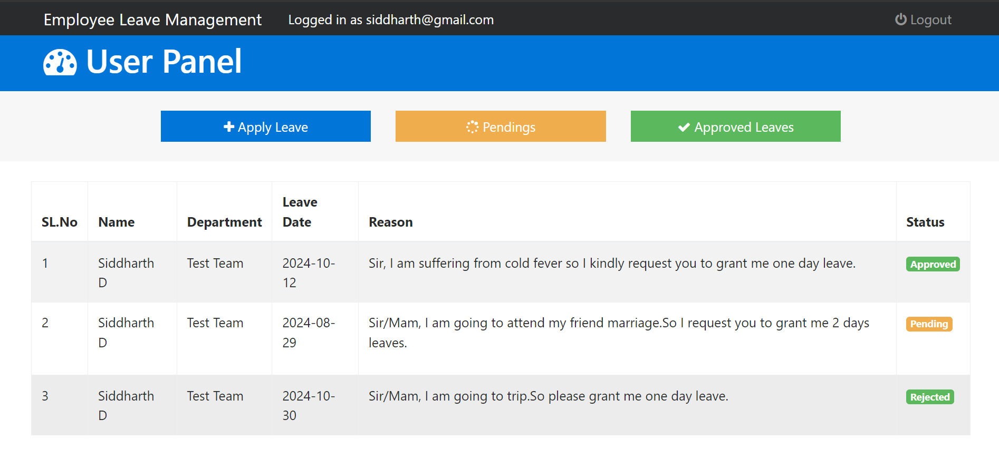 Employee Leave Management Logged in as siddharth@gmail.com Logout
User Panel
Apply Leave Pendings Approved Leaves
Leave
SL.No Name Department Date Reason Status
1 Siddharth Test Team 2024-10- Sir, I am suffering from cold fever so I kindly request you to grant me one day leave. Approved
D 12
2 Siddharth Test Team 2024-08- Sir/Mam, I am going to attend my friend marriage.So I request you to grant me 2 days Pending
D 29 leaves.
3 Siddharth Test Team 2024-10- Sir/Mam, I am going to trip.So please grant me one day leave. Rejected
D 30